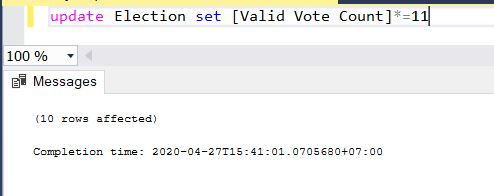 update Election set [Valid Vote Count]*=11
100 %
Messages
(10 rows affected)
Completion time: 2020-04-27T15:41:01.0705680+07:00